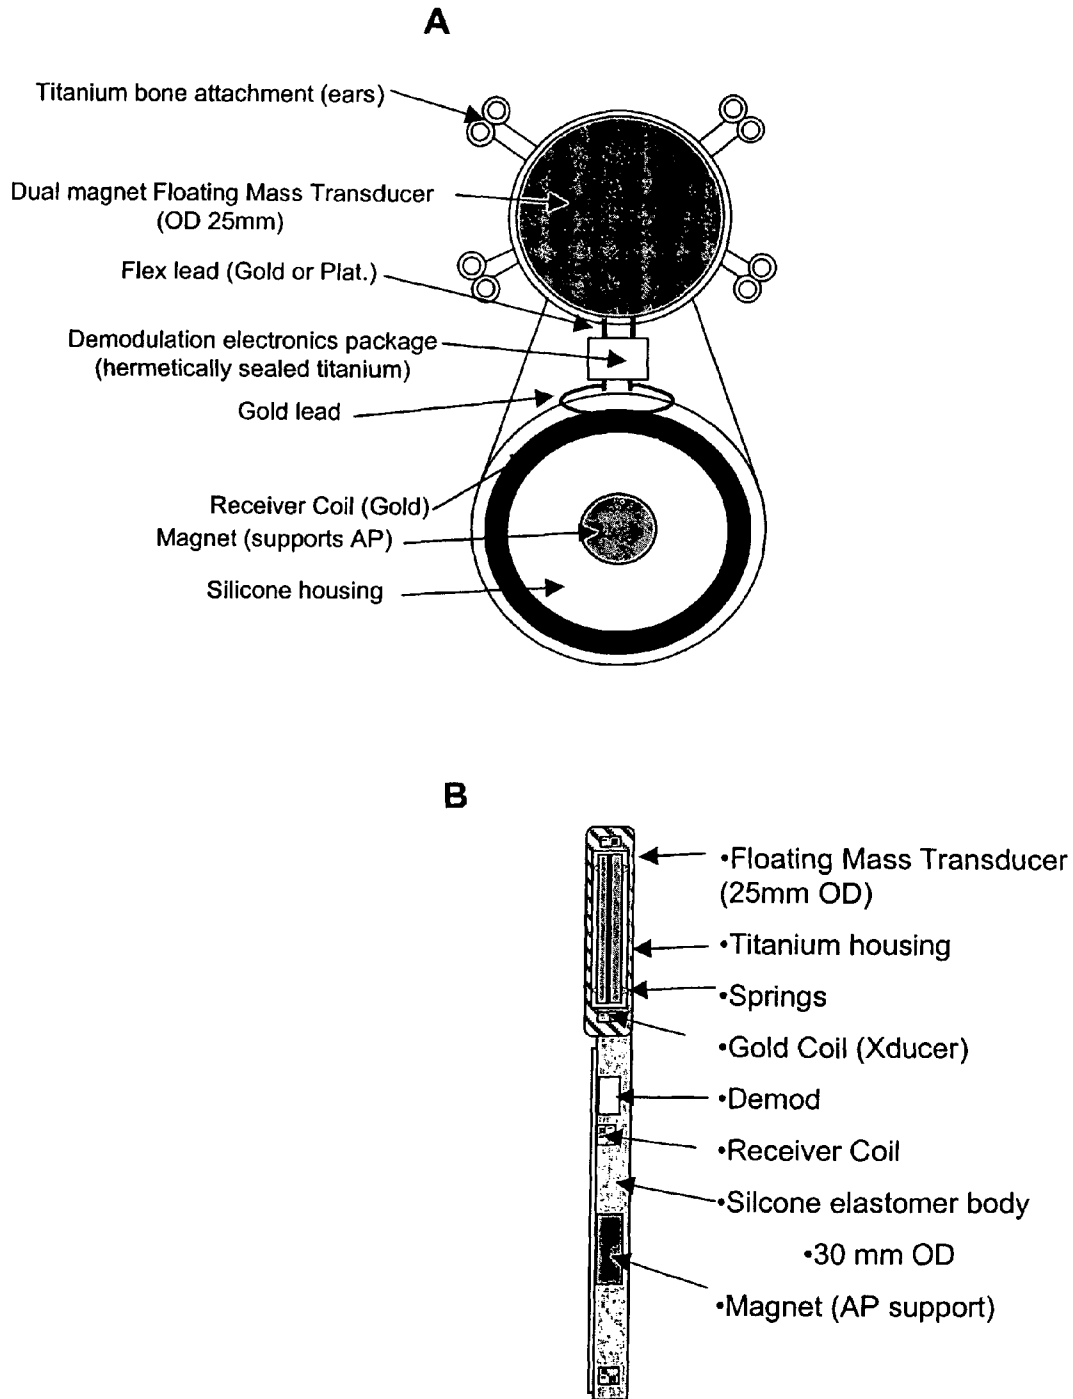 A
Titanium bone attachment (ears)
Dual magnet Floating Mass Transducer
(OD 25mm)
Flex lead (Gold or Plat.)
Demodulation electronics package
(hermetically sealed titanium)
Gold lead
Receiver Coil (Gold)
Magnet (supports AP)
Silicone housing
B
•Floating Mass Transducer
(25mm OD)
•Titanium housing
•Springs
•Gold Coil (Xducer)
•Demod
•Receiver Coil
•Silcone elastomer body
•30 mm OD
•Magnet (AP support)